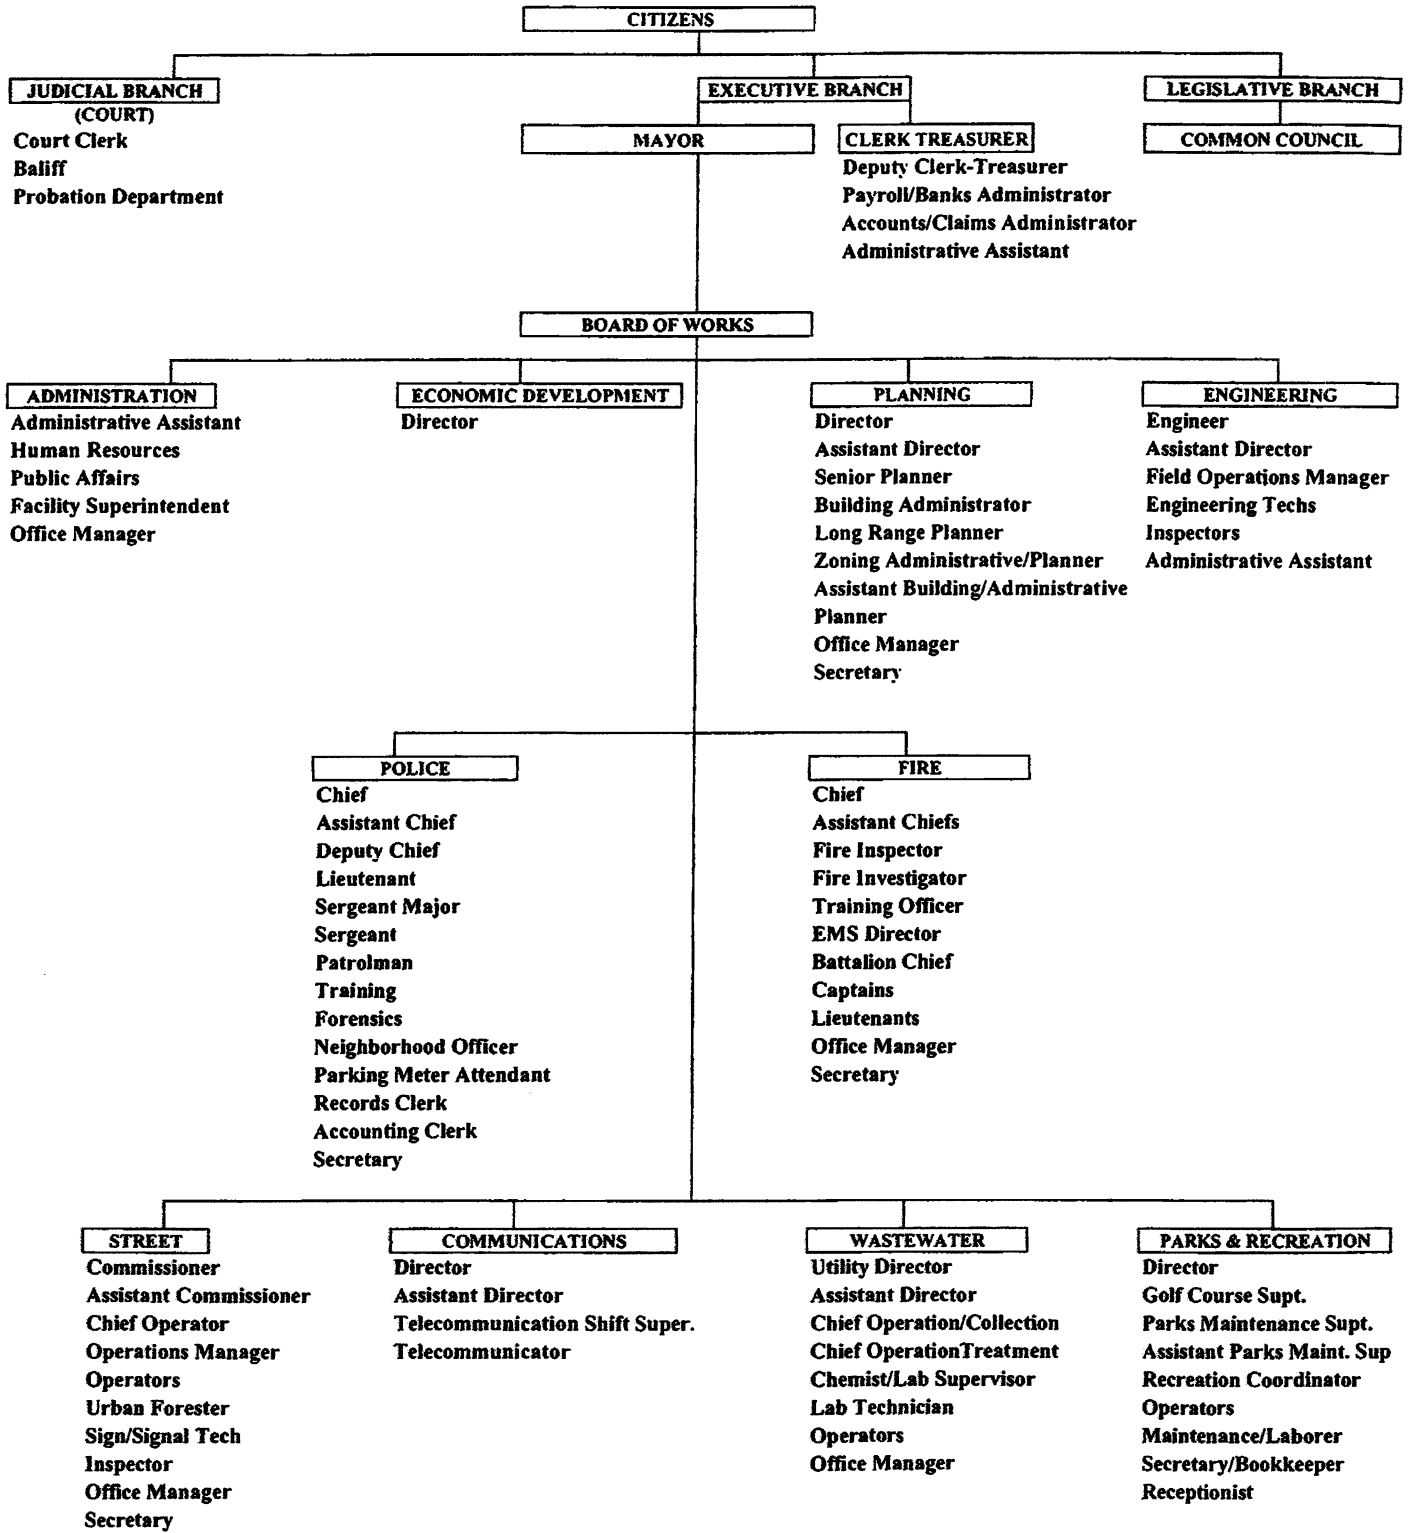 CITIZENS
JUDICIAL BRANCH
(COURT)
Court Clerk
Baliff
Probation Department
EXECUTIVE BRANCH
MAYOR
CLERK TREASURER
Deputy Clerk-Treasurer
Payroll/Banks Administrator
Accounts/Claims Administrator
Administrative Assistant
LEGISLATIVE BRANCH
COMMON COUNCIL
BOARD OF WORKS
ADMINISTRATION
Administrative Assistant
Human Resources
Public Affairs
Facility Superintendent
Office Manager
ECONOMIC DEVELOPMENT
Director
PLANNING
Director
Assistant Director
Senior Planner
Building Administrator
Long Range Planner
Zoning Administrative/Planner
Assistant Building/Administrative
Planner
Office Manager
Secretary
ENGINEERING
Engineer
Assistant Director
Field Operations Manager
Engineering Techs
Inspectors
Administrative Assistant
POLICE
Chief
Assistant Chief
Deputy Chief
Lieutenant
Sergeant Major
Sergeant
Patrolman
Training
Forensics
Neighborhood Officer
Parking Meter Attendant
Records Clerk
Accounting Clerk
Secretary
FIRE
Chief
Assistant Chiefs
Fire Inspector
Fire Investigator
Training Officer
EMS Director
Battalion Chief
Captains
Lieutenants
Office Manager
Secretary
STREET
Commissioner
Assistant Commissioner
Chief Operator
Operations Manager
Operators
Urban Forester
Sign/Signal Tech
Inspector
Office Manager
Secretary
COMMUNICATIONS
Director
Assistant Director
Telecommunication Shift Super.
Telecommunicator
WASTEWATER
Utility Director
Assistant Director
Chief Operation/Collection
Chief OperationTreatment
Chemist/Lab Supervisor
Lab Technician
Operators
Office Manager
PARKS & RECREATION
Director
Golf Course Supt.
Parks Maintenance Supt.
Assistant Parks Maint. Sup
Recreation Coordinator
Operators
Maintenance/Laborer
Secretary/Bookkeeper
Receptionist